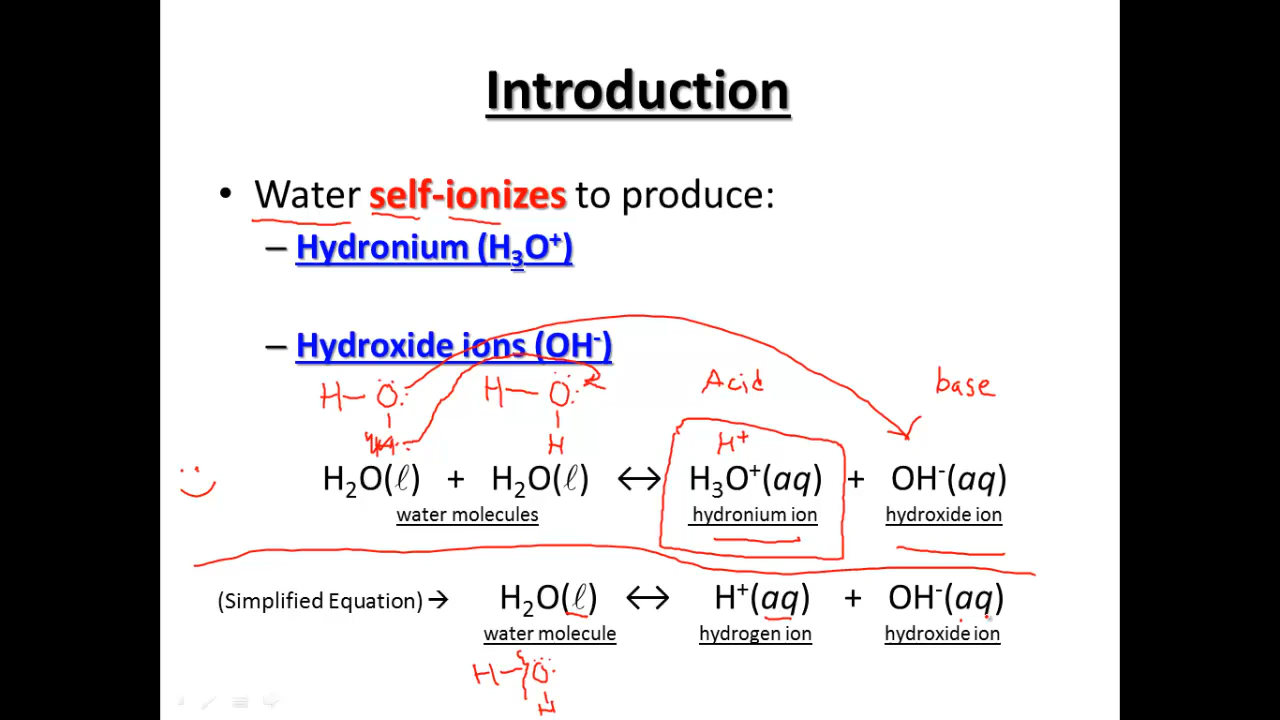 Introduction
• Water self-ionizes to produce:
– Hydronium (H₃O⁺)
– Hydroxide ions (OH⁻)
H–O H–O Acid base
H H H⁺
H₂O(ℓ) + H₂O(ℓ) ↔ H₃O⁺(aq) + OH⁻(aq)
water molecules hydronium ion hydroxide ion
(Simplified Equation) → H₂O(ℓ) ↔ H⁺(aq) + OH⁻(aq)
water molecule hydrogen ion hydroxide ion
H–O
H